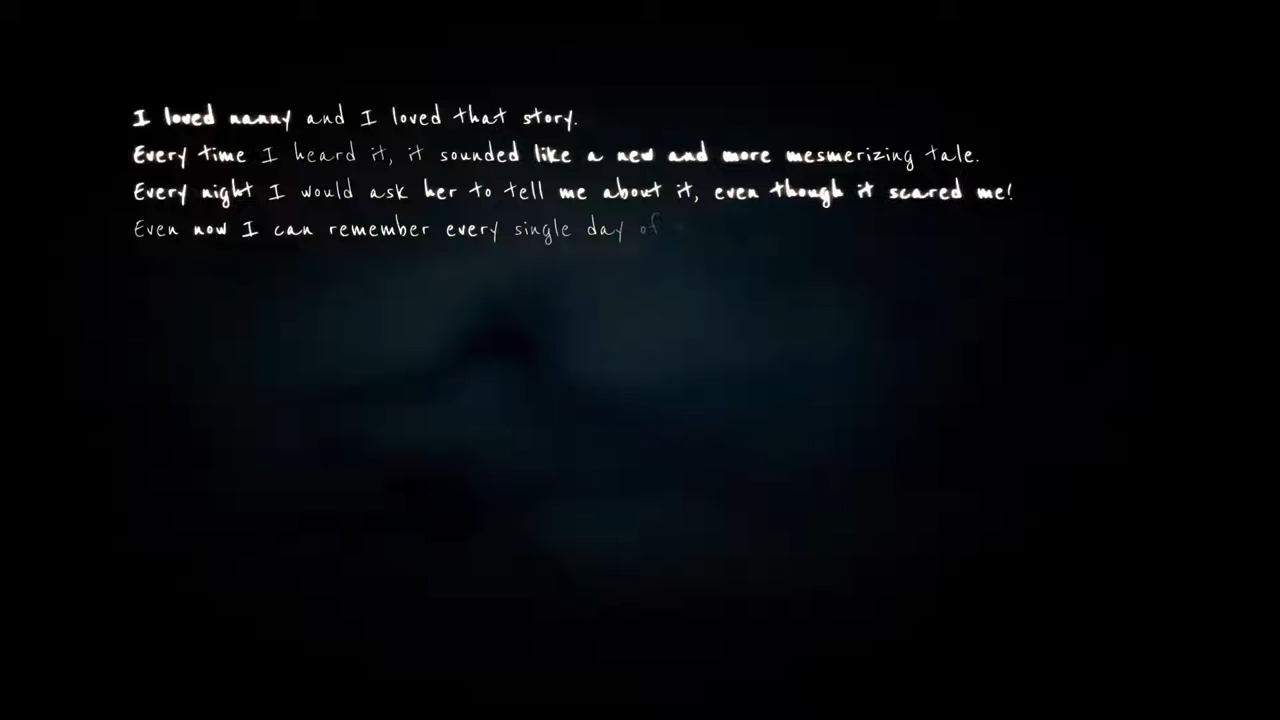 I loved nanny and I loved that story.
Every time I heard it, it sounded like a new and more mesmerizing tale.
Every night I would ask her to tell me about it, even though it scared me!
Even now I can remember every single day of